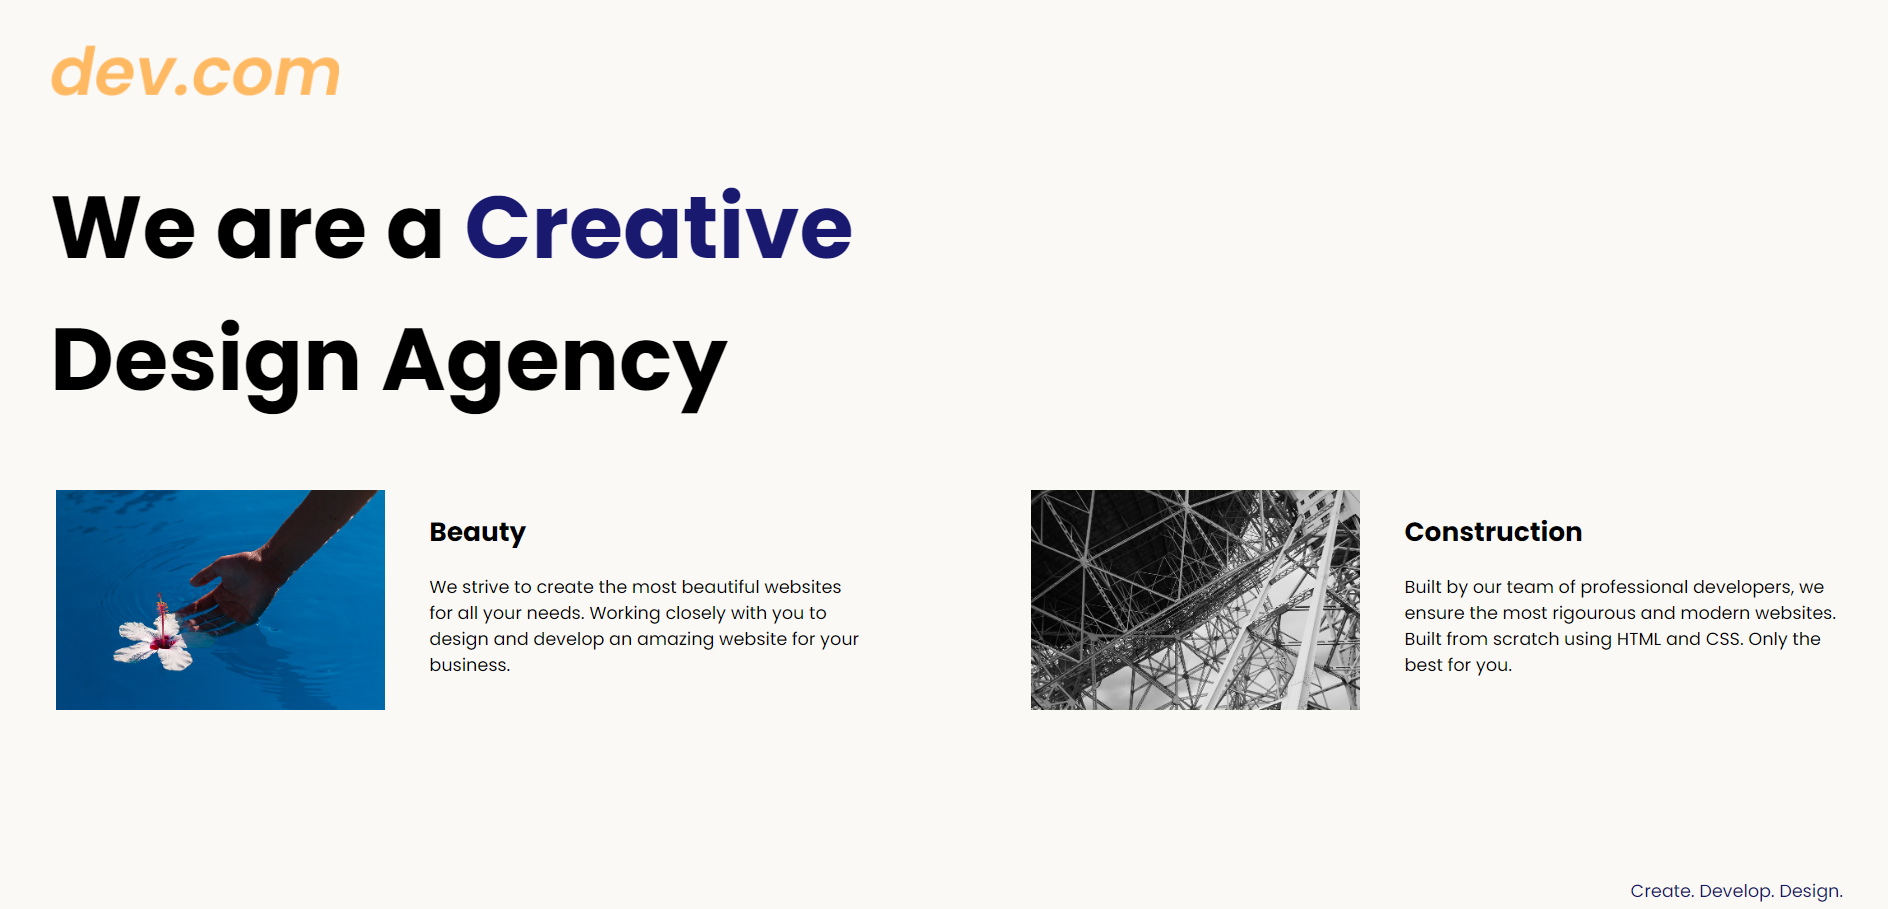 dev.com
We are a Creative
Design Agency
Beauty
We strive to create the most beautiful websites
for all your needs. Working closely with you to
design and develop an amazing website for your
business.
Construction
Built by our team of professional developers, we
ensure the most rigourous and modern websites.
Built from scratch using HTML and CSS. Only the
best for you.
Create. Develop. Design.